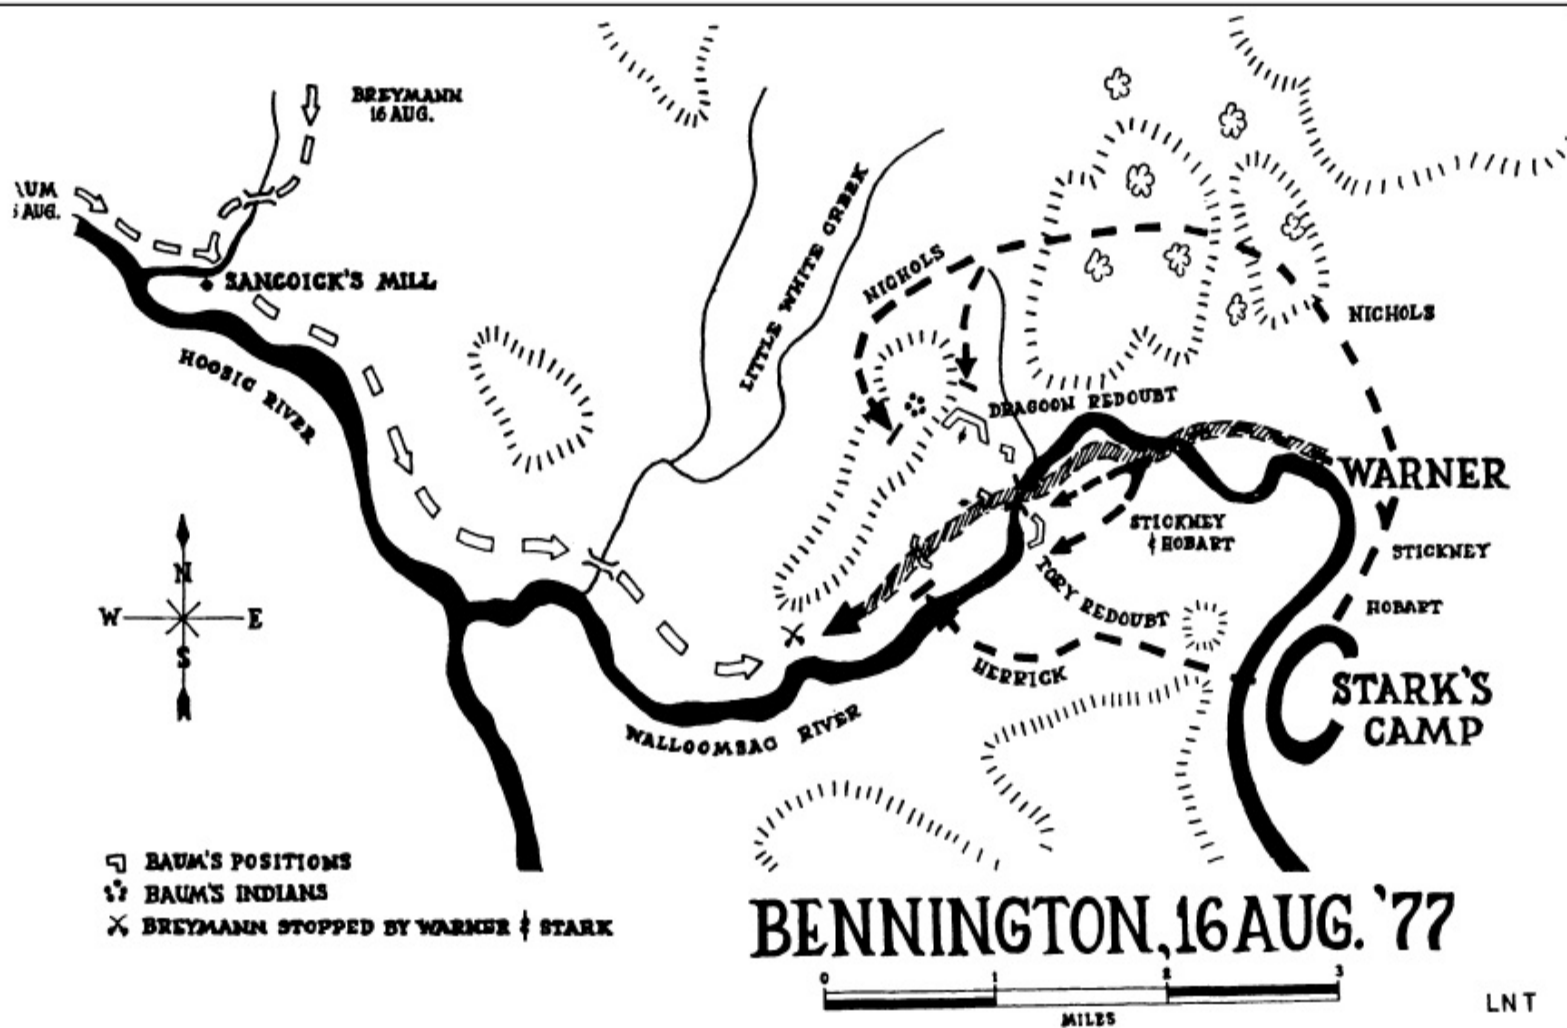 BREYMANN
16 AUG.
UM
AUG.
SANCOICK'S MILL
HOOSIC RIVER
LITTLE WHITE CREEK
NICHOLS
NICHOLS
DRAGOON REDOUBT
WARNER
STICKNEY
& HOBART
STICKNEY
HOBART
TORY REDOUBT
HERRICK
STARK'S
CAMP
N
W E
S
WALLOOMSAC RIVER
BAUM'S POSITIONS
BAUM'S INDIANS
BREYMANN STOPPED BY WARNER & STARK
BENNINGTON, 16 AUG. '77
0 1 2 3
MILES
LNT